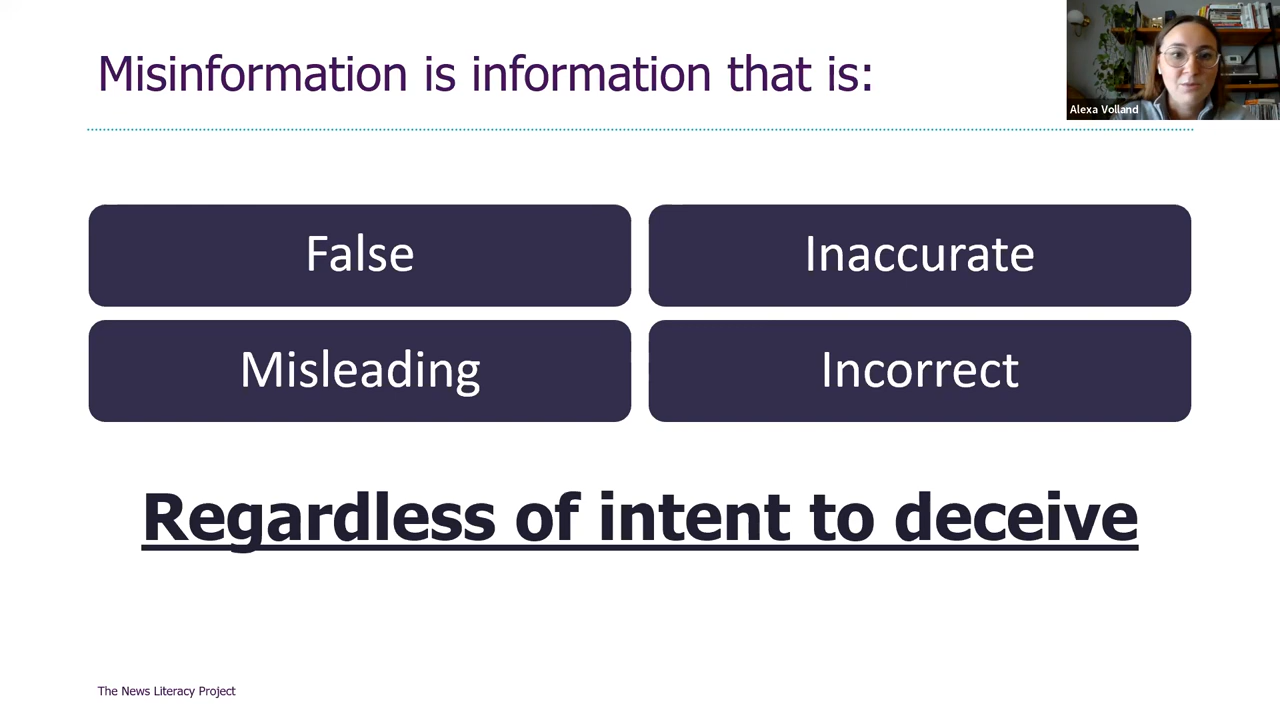 Misinformation is information that is:
Alexa Volland
False
Inaccurate
Misleading
Incorrect
Regardless of intent to deceive
The News Literacy Project